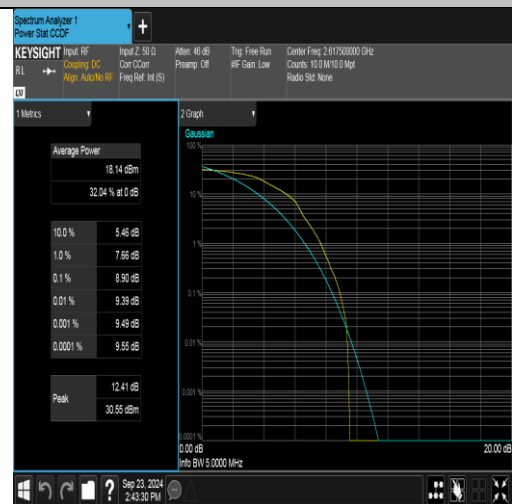 Spectrum Analyzer 1
Power Stat CCDF
+
KEYSIGHT Input: RF Input Z: 50 Ω Atten: 46 dB Trig: Free Run Center Freq: 2.617500000 GHz
RL Coupling: DC Corr CCorr Preamp: Off #IF Gain: Low Counts: 10.0 M/10.0 Mpt
Align: Auto/No RF Freq Ref: Int (S) Radio Std: None
1 Metrics
2 Graph
Gaussian
Average Power
18.14 dBm
32.04 % at 0 dB
10.0 % 5.46 dB
1.0 % 7.66 dB
0.1 % 8.90 dB
0.01 % 9.39 dB
0.001 % 9.49 dB
0.0001 % 9.55 dB
Peak
12.41 dB
30.55 dBm
100 %
10 %
1 %
0.1 %
0.01 %
0.001 %
0.0001 %
0.00 dB 20.00 dB
Info BW 5.0000 MHz
?
Sep 23, 2024
2:43:30 PM